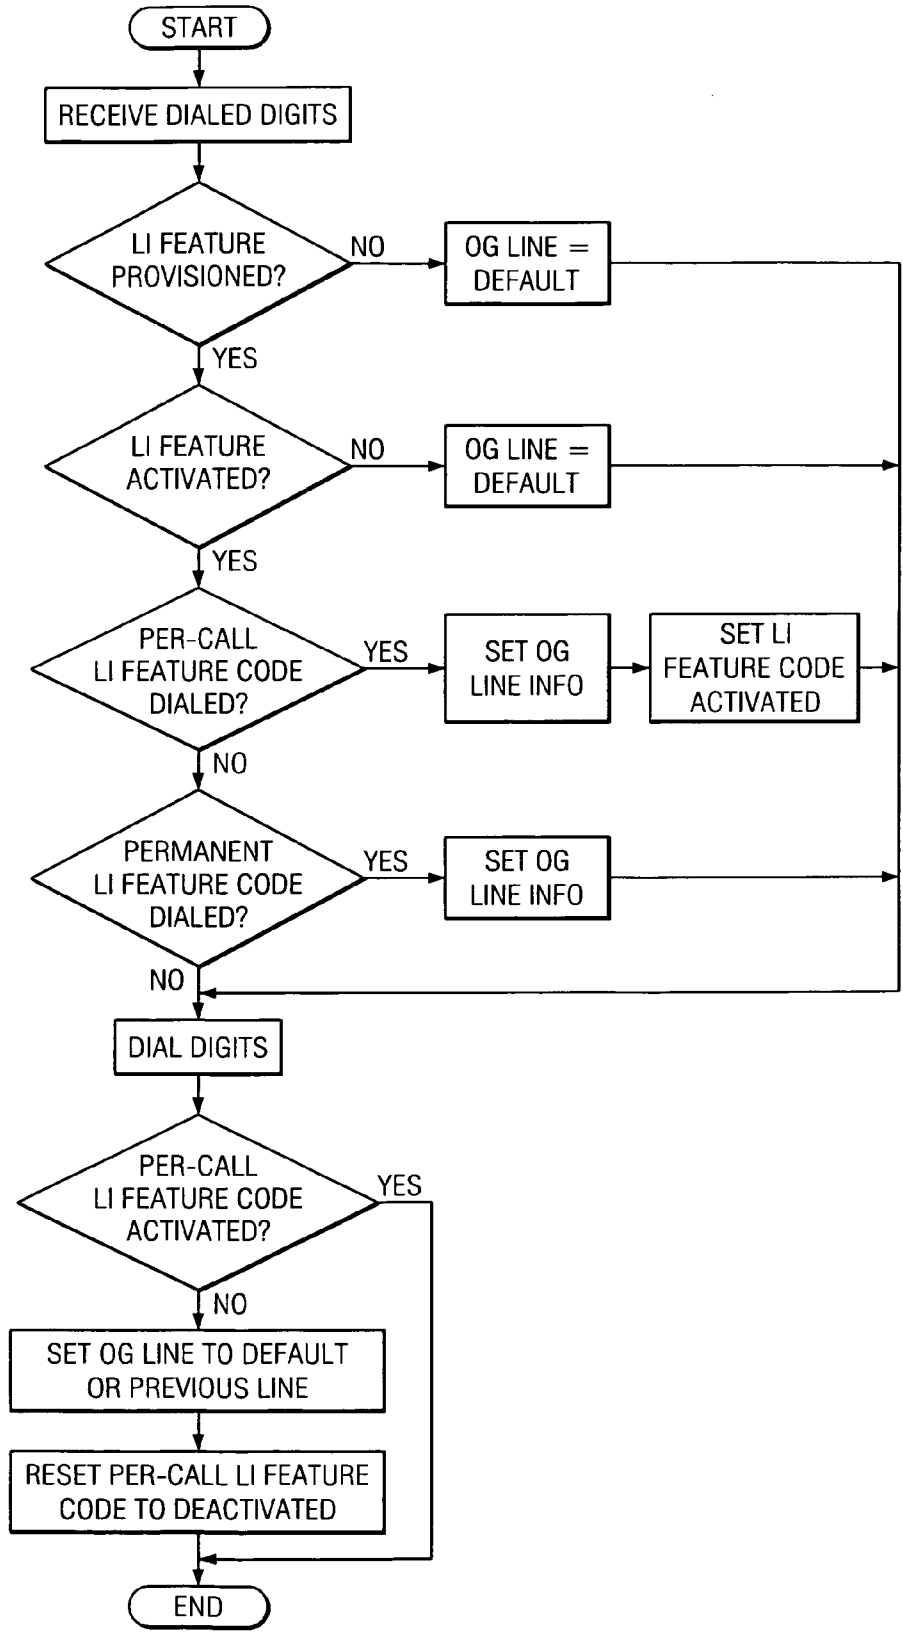 START
RECEIVE DIALED DIGITS
LI FEATURE
PROVISIONED?
NO
OG LINE =
DEFAULT
YES
LI FEATURE
ACTIVATED?
NO
OG LINE =
DEFAULT
YES
PER-CALL
LI FEATURE CODE
DIALED?
YES
SET OG
LINE INFO
SET LI
FEATURE CODE
ACTIVATED
NO
PERMANENT
LI FEATURE CODE
DIALED?
YES
SET OG
LINE INFO
NO
DIAL DIGITS
PER-CALL
LI FEATURE CODE
ACTIVATED?
YES
NO
SET OG LINE TO DEFAULT
OR PREVIOUS LINE
RESET PER-CALL LI FEATURE
CODE TO DEACTIVATED
END